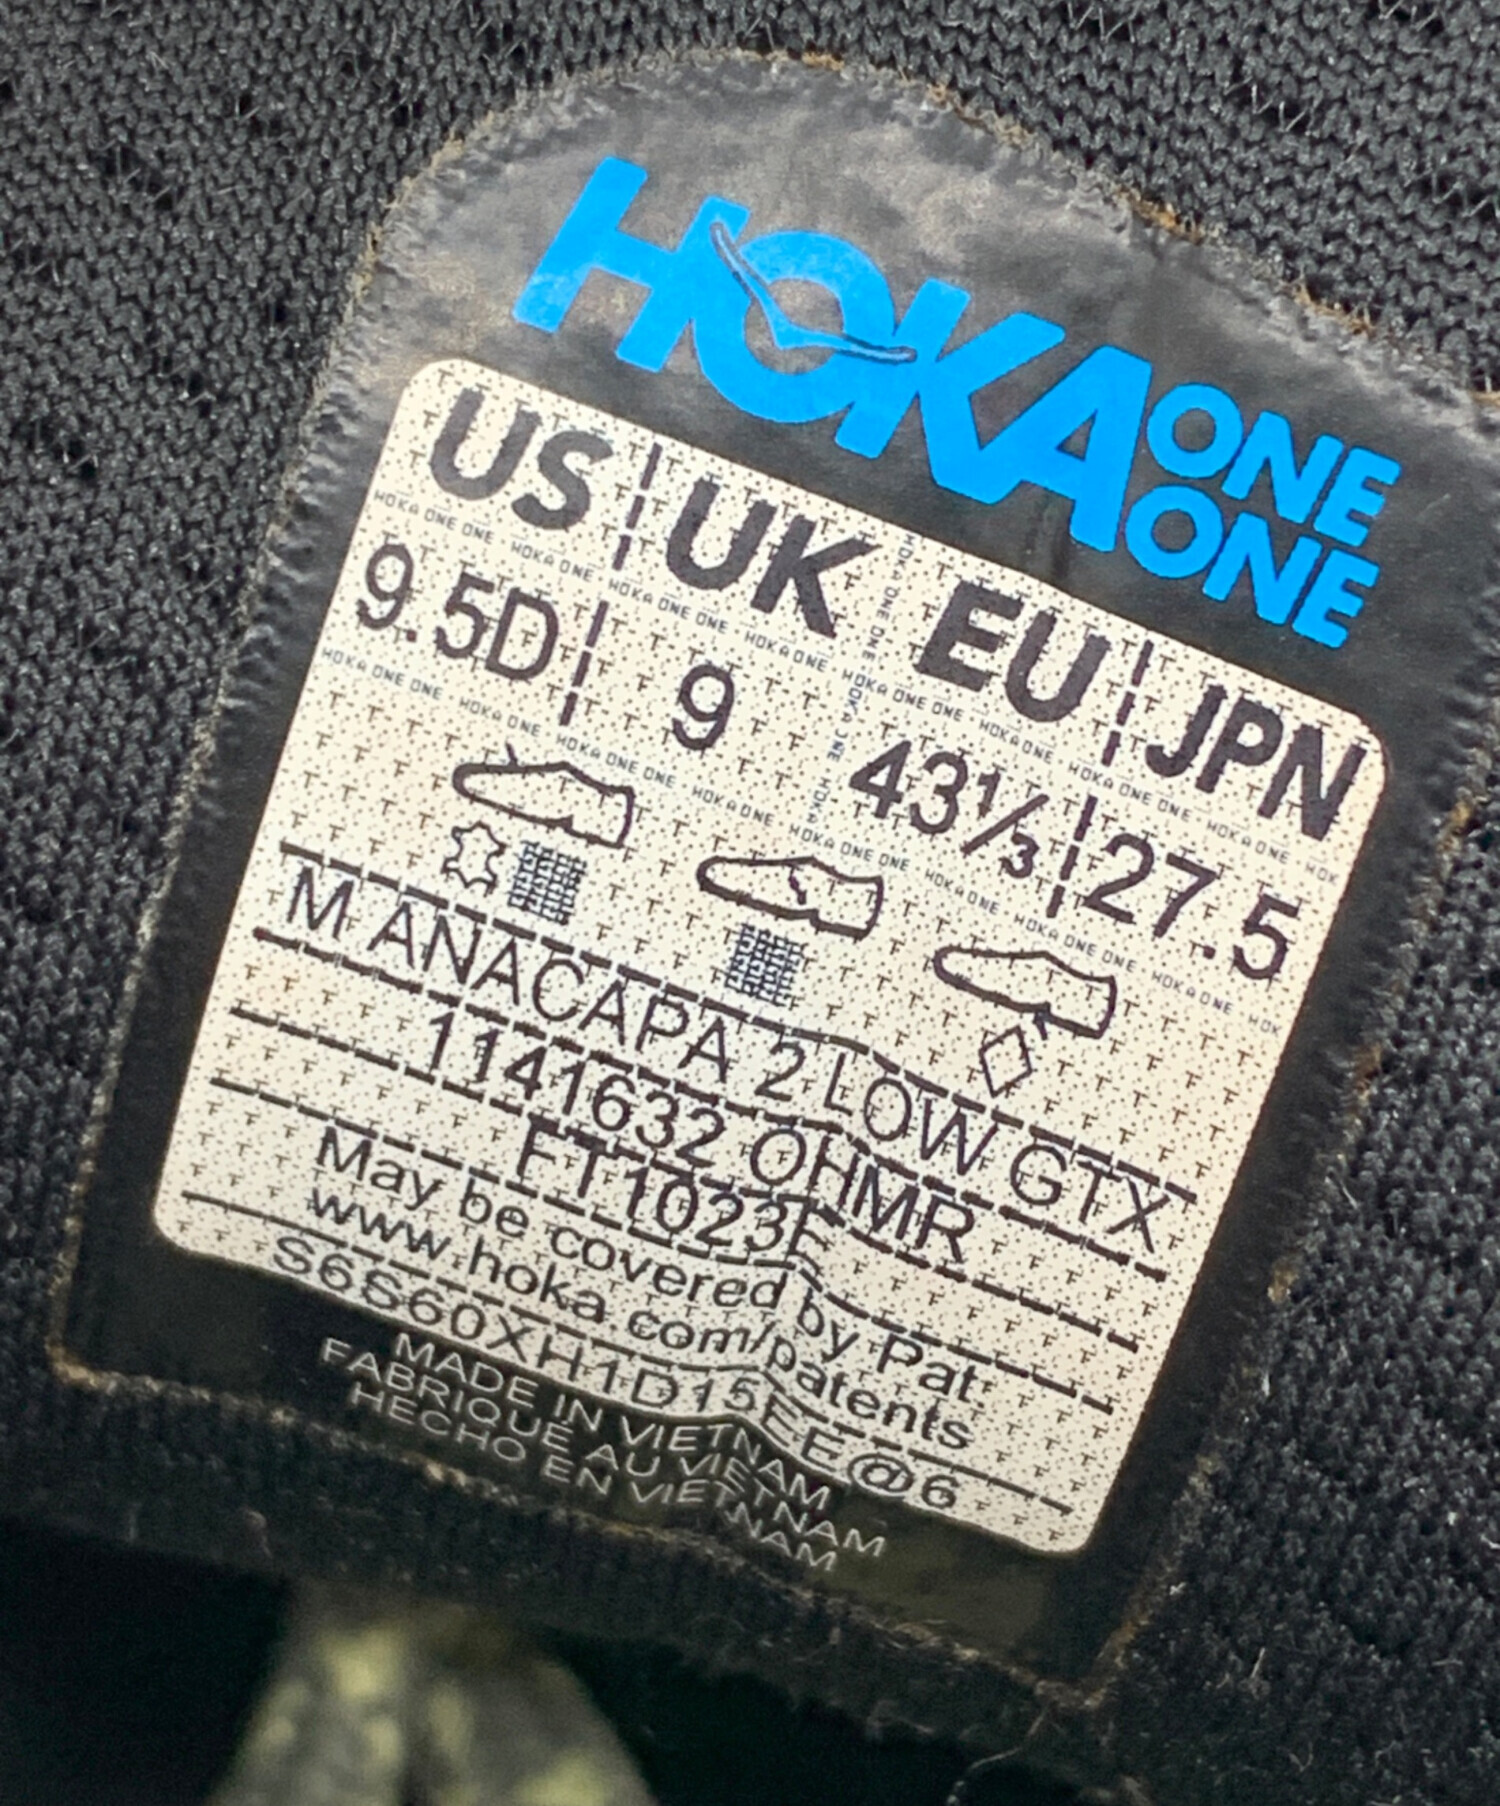 HOKA ONE ONE
US UK EU JPN
9.5D 9 43⅓ 27.5
M ANACAPA 2 LOW GTX
1141632 OHMR
FT1023F
May be covered by Pat.
www.hoka.com/patents
S6S60XH1D15EE@6
MADE IN VIETNAM
FABRIQUE AU VIETNAM
HECHO EN VIETNAM